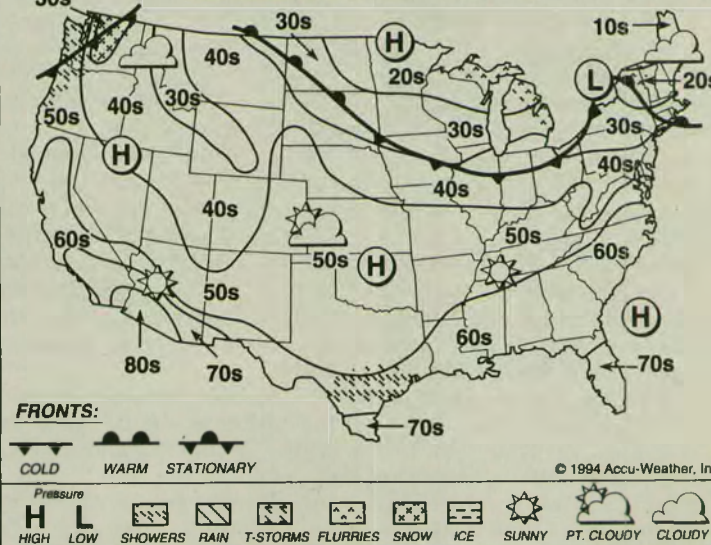 30s
10s
H
40s
20s
L
20s
50s
40s
30s
30s
30s
H
40s
40s
40s
50s
60s
60s
50s
H
50s
H
60s
80s
70s
70s
70s
FRONTS:
COLD WARM STATIONARY
© 1994 Accu-Weather, In
Pressure
H L
HIGH LOW SHOWERS RAIN T-STORMS FLURRIES SNOW ICE SUNNY PT. CLOUDY CLOUDY